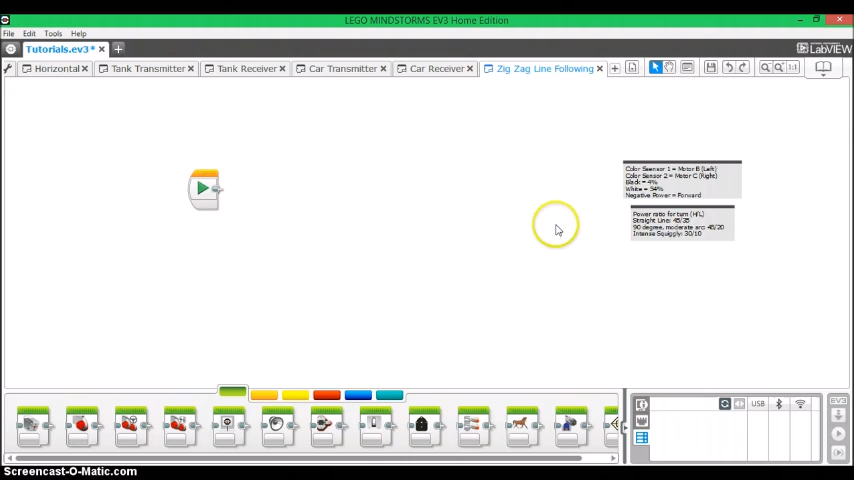 LEGO MINDSTORMS EV3 Home Edition
File Edit Tools Help
Tutorials.ev3*
LabVIEW
Horizontal Tank Transmitter Tank Receiver Car Transmitter Car Receiver Zig Zag Line Following
1:1
Color Seensor 1 = Motor B (Left)
Color Sensor 2 = Motor C (Right)
Black = 4%
White = 34%
Negative Power = Forward
Power ratio for turn (H/L)
Straight Line: 45/35
90 degree, moderate arc: 45/20
Intense Squiggly: 30/10
USB
EV3
Screencast-O-Matic.com